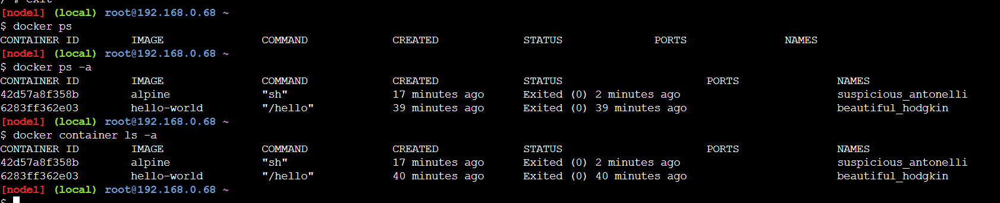 / # exit
[node1] (local) root@192.168.0.68 ~
$ docker ps
CONTAINER ID        IMAGE               COMMAND             CREATED             STATUS              PORTS               NAMES
[node1] (local) root@192.168.0.68 ~
$ docker ps -a
CONTAINER ID        IMAGE               COMMAND             CREATED             STATUS                      PORTS               NAMES
42d57a8f358b        alpine              "sh"                17 minutes ago      Exited (0) 2 minutes ago                        suspicious_antonelli
6283ff362e03        hello-world         "/hello"            39 minutes ago      Exited (0) 39 minutes ago                       beautiful_hodgkin
[node1] (local) root@192.168.0.68 ~
$ docker container ls -a
CONTAINER ID        IMAGE               COMMAND             CREATED             STATUS                      PORTS               NAMES
42d57a8f358b        alpine              "sh"                17 minutes ago      Exited (0) 2 minutes ago                        suspicious_antonelli
6283ff362e03        hello-world         "/hello"            40 minutes ago      Exited (0) 40 minutes ago                       beautiful_hodgkin
[node1] (local) root@192.168.0.68 ~
$